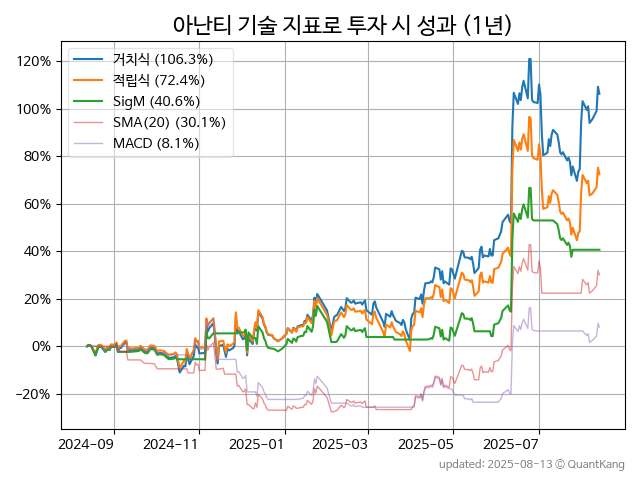 아난티 기술 지표로 투자 시 성과 (1년)
120%
100%
80%
60%
40%
20%
0%
−20%
거치식 (106.3%)
적립식 (72.4%)
SigM (40.6%)
SMA(20) (30.1%)
MACD (8.1%)
2024-09
2024-11
2025-01
2025-03
2025-05
2025-07
updated: 2025-08-13 ⓒ QuantKang